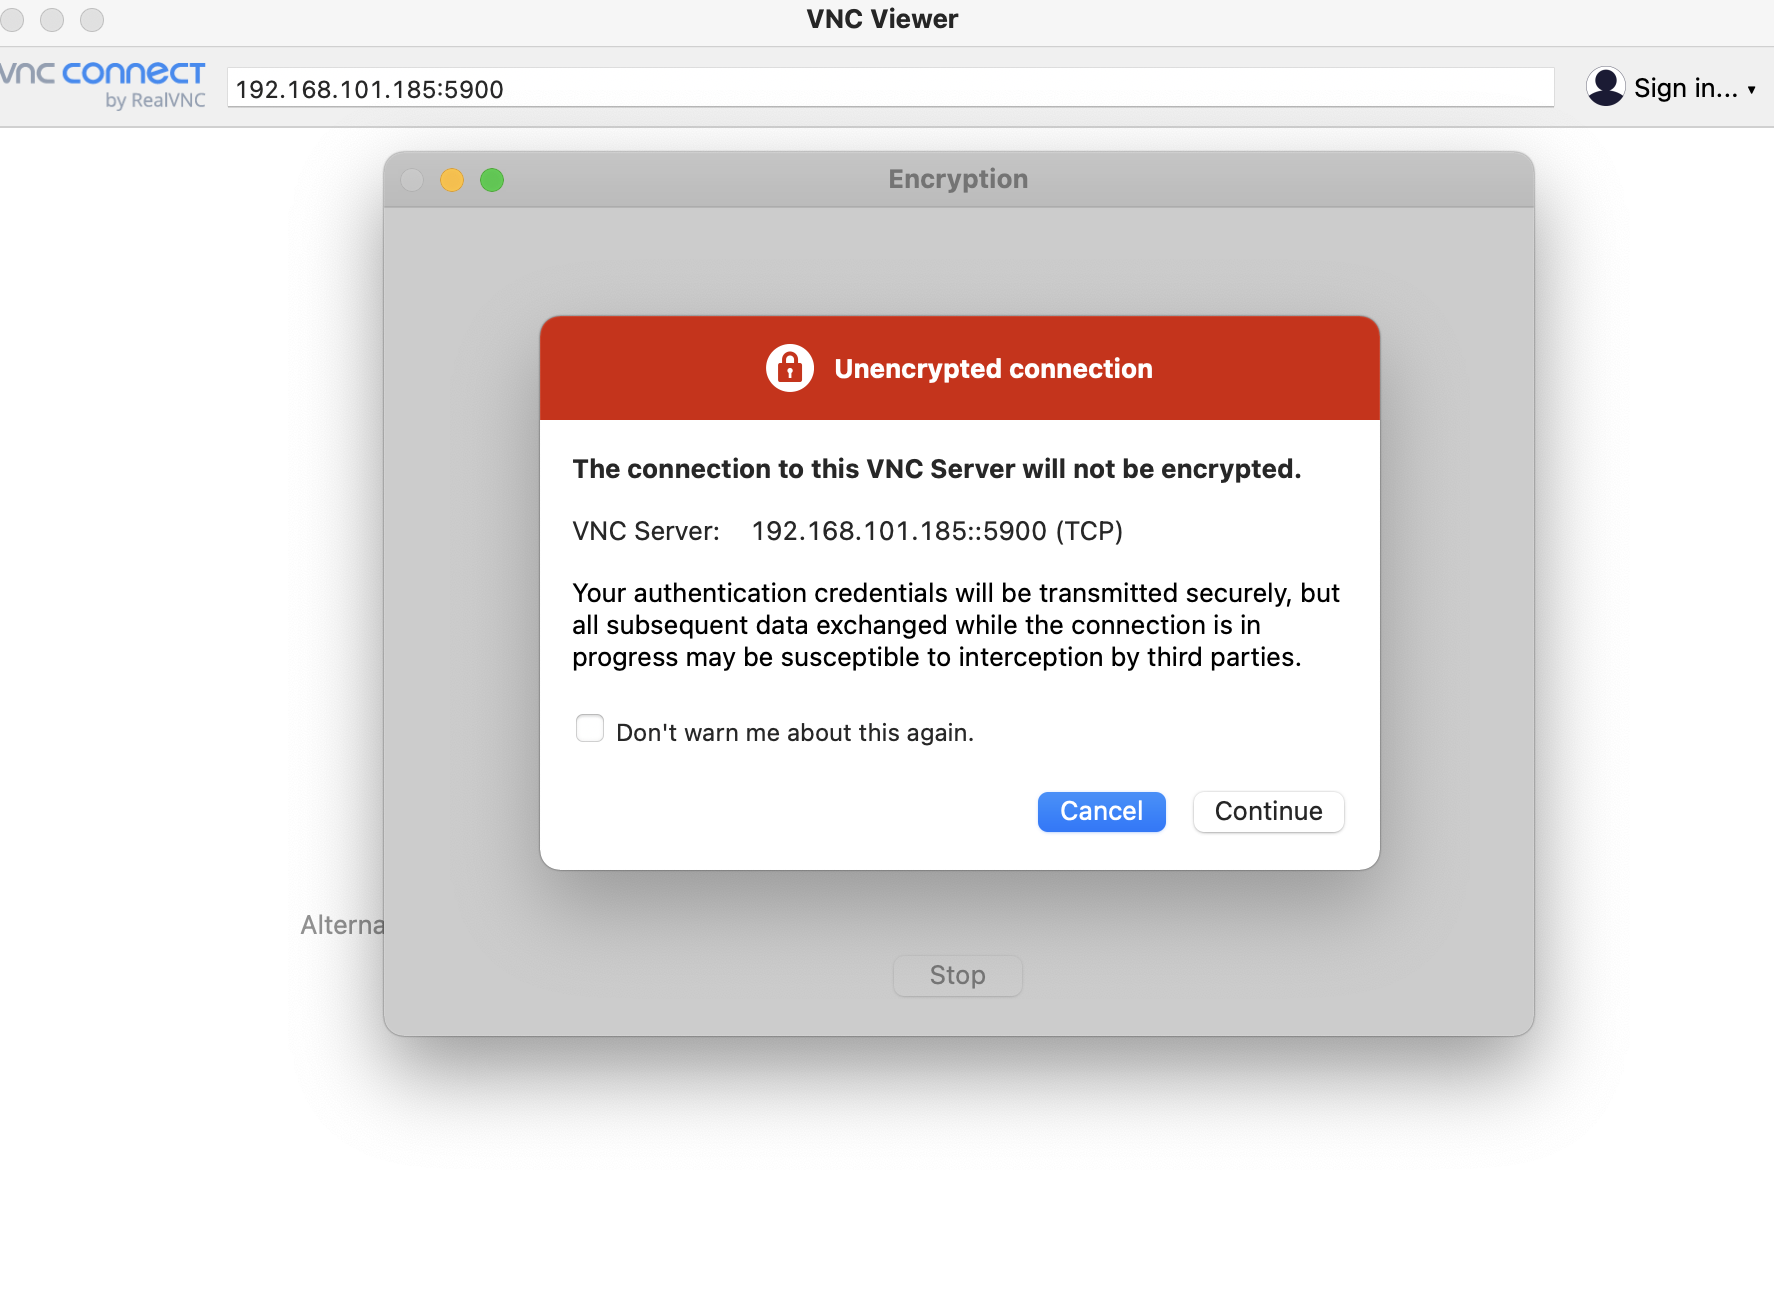 VNC Viewer
vnc connect
by RealVNC
192.168.101.185:5900
Sign in...
Encryption
Unencrypted connection
The connection to this VNC Server will not be encrypted.
VNC Server: 192.168.101.185::5900 (TCP)
Your authentication credentials will be transmitted securely, but
all subsequent data exchanged while the connection is in
progress may be susceptible to interception by third parties.
Don't warn me about this again.
Cancel
Continue
Alterna
Stop